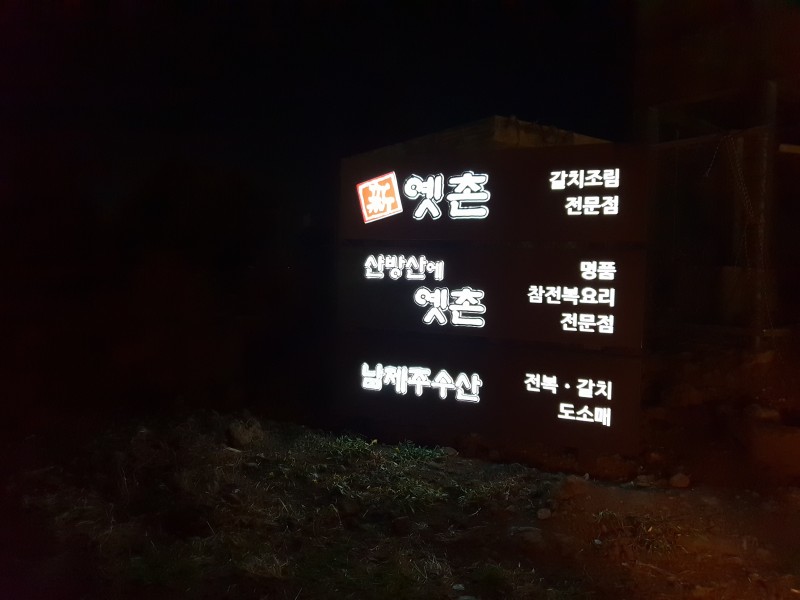 新 옛촌
갈치조림
전문점
산방산에
옛촌
명품
참전복요리
전문점
남제주수산
전복·갈치
도소매